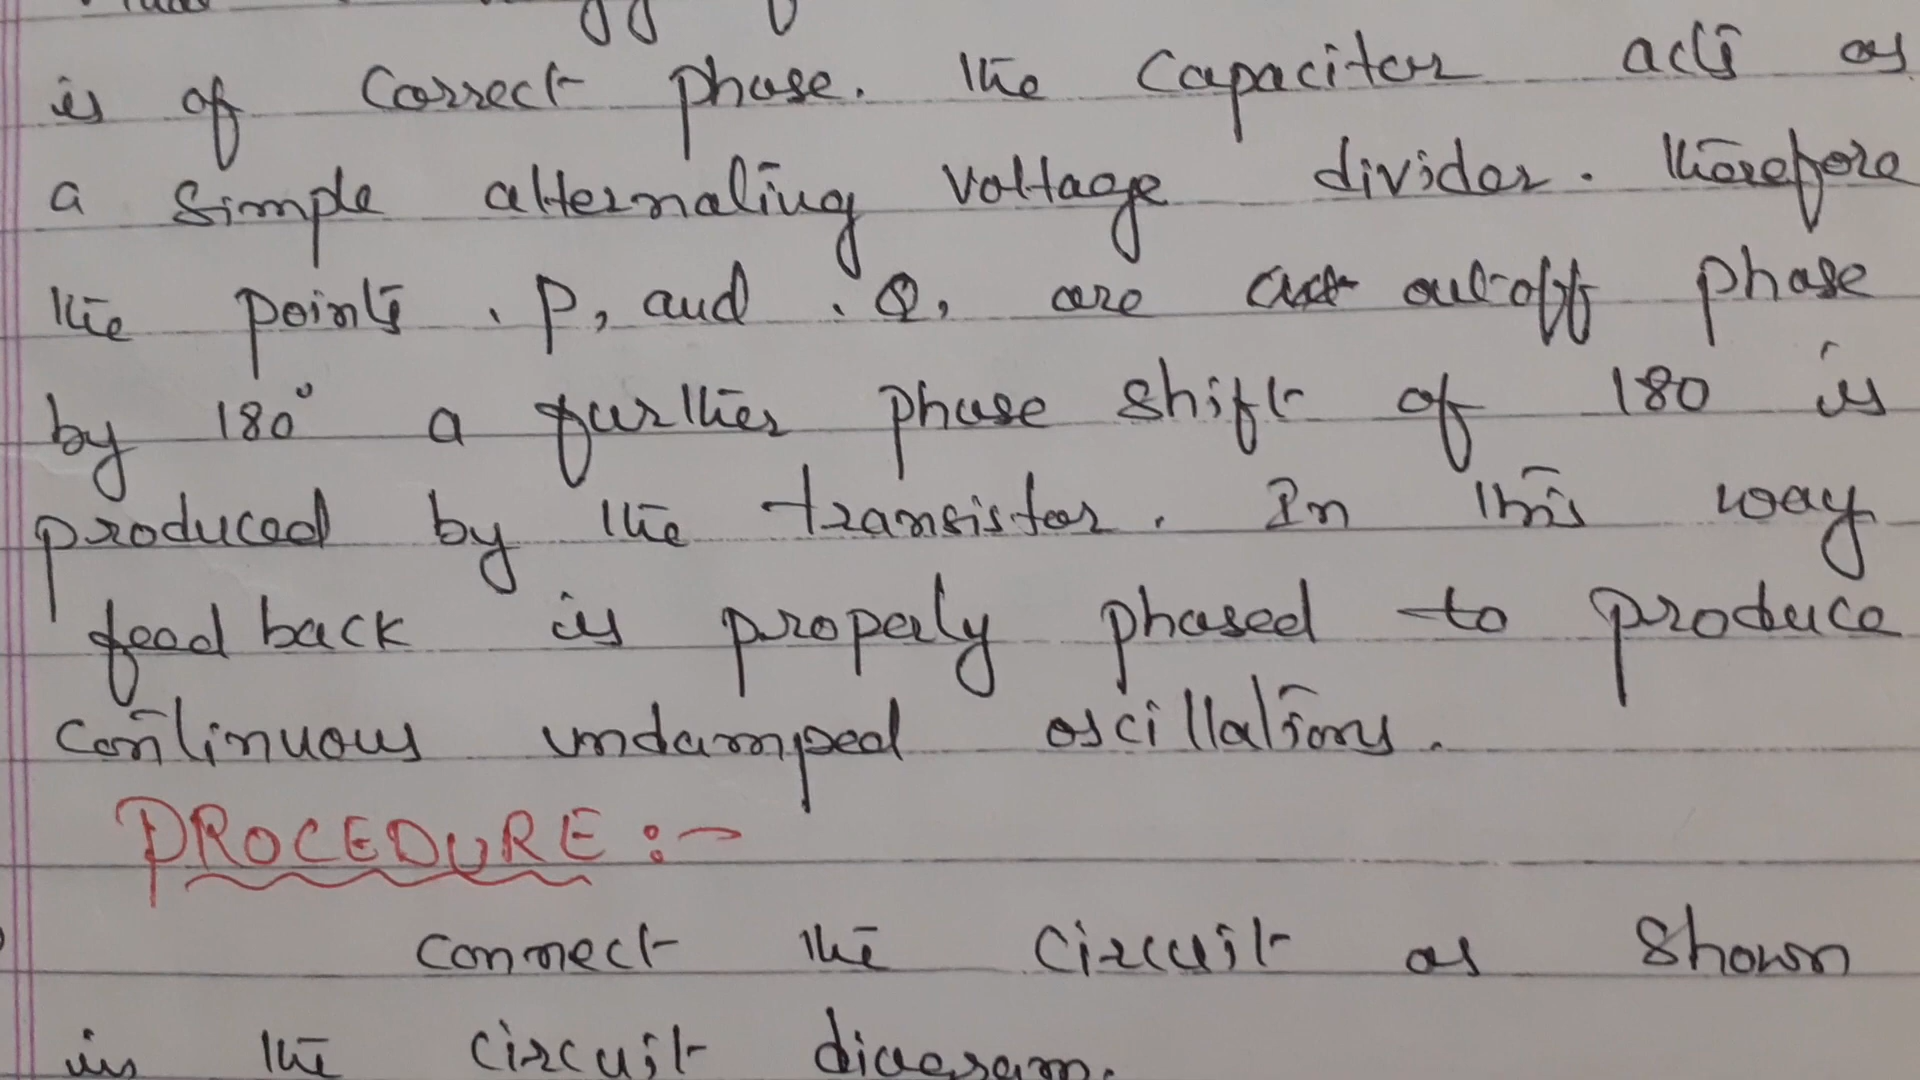 is of correct phase. The Capacitor acts as
a simple alternating voltage divider. Therefore
the points . P, and . Q, are out out-off phase
by 180° a further phase shift of 180 is
produced by the transistor. In this way
feed back is properly phased to produce
continuous undamped oscillations.
PROCEDURE :-
connect the circuit as shown
in the circuit diagram.